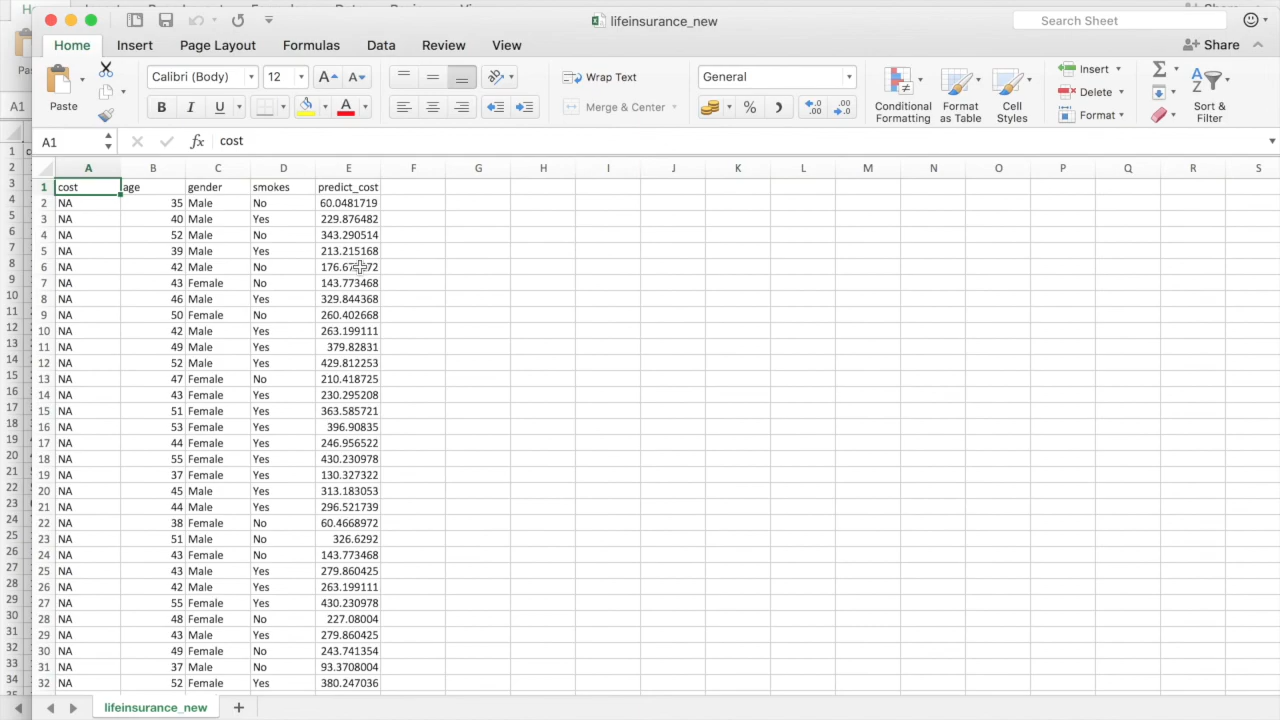 lifeinsurance_new
Search Sheet
Home Insert Page Layout Formulas Data Review View
Share
Paste
Calibri (Body) 12
Wrap Text
General
Merge & Center
Conditional Formatting
Format as Table
Cell Styles
Insert
Delete
Format
Sort & Filter
A1 fx cost
A B C D E F G H I J K L M N O P Q R S
1 cost age gender smokes predict_cost
2 NA 35 Male No 60.0481719
3 NA 40 Male Yes 229.876482
4 NA 52 Male No 343.290514
5 NA 39 Male Yes 213.215168
6 NA 42 Male No
7 NA 43 Female No 143.773468
8 NA 46 Male Yes 329.844368
9 NA 50 Female No 260.402668
10 NA 42 Male Yes 263.199111
11 NA 49 Male Yes 379.82831
12 NA 52 Male Yes 429.812253
13 NA 47 Female No 210.418725
14 NA 43 Female Yes 230.295208
15 NA 51 Female Yes 363.585721
16 NA 53 Female Yes 396.90835
17 NA 44 Female Yes 246.956522
18 NA 55 Female Yes 430.230978
19 NA 37 Female Yes 130.327322
20 NA 45 Male Yes 313.183053
21 NA 44 Male Yes 296.521739
22 NA 38 Female No 60.4668972
23 NA 51 Male No 326.6292
24 NA 43 Female No 143.773468
25 NA 43 Male Yes 279.860425
26 NA 42 Male Yes 263.199111
27 NA 55 Female Yes 430.230978
28 NA 48 Female No 227.08004
29 NA 43 Male Yes 279.860425
30 NA 49 Female No 243.741354
31 NA 37 Male No 93.3708004
32 NA 52 Female Yes 380.247036
lifeinsurance_new